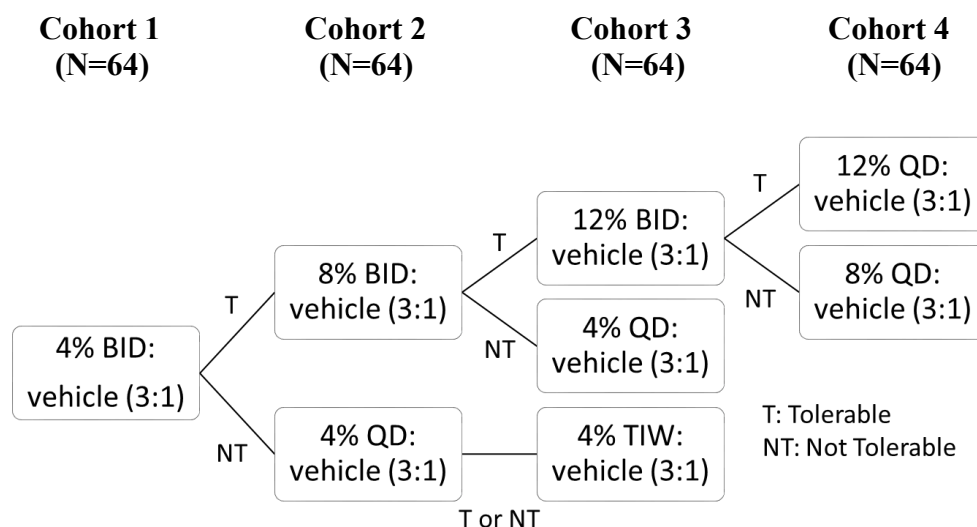 Cohort 1
(N=64)
Cohort 2
(N=64)
Cohort 3
(N=64)
Cohort 4
(N=64)
4% BID:
vehicle (3:1)
T
NT
8% BID:
vehicle (3:1)
4% QD:
vehicle (3:1)
T
NT
T or NT
12% BID:
vehicle (3:1)
4% QD:
vehicle (3:1)
4% TIW:
vehicle (3:1)
T
NT
12% QD:
vehicle (3:1)
8% QD:
vehicle (3:1)
T: Tolerable
NT: Not Tolerable